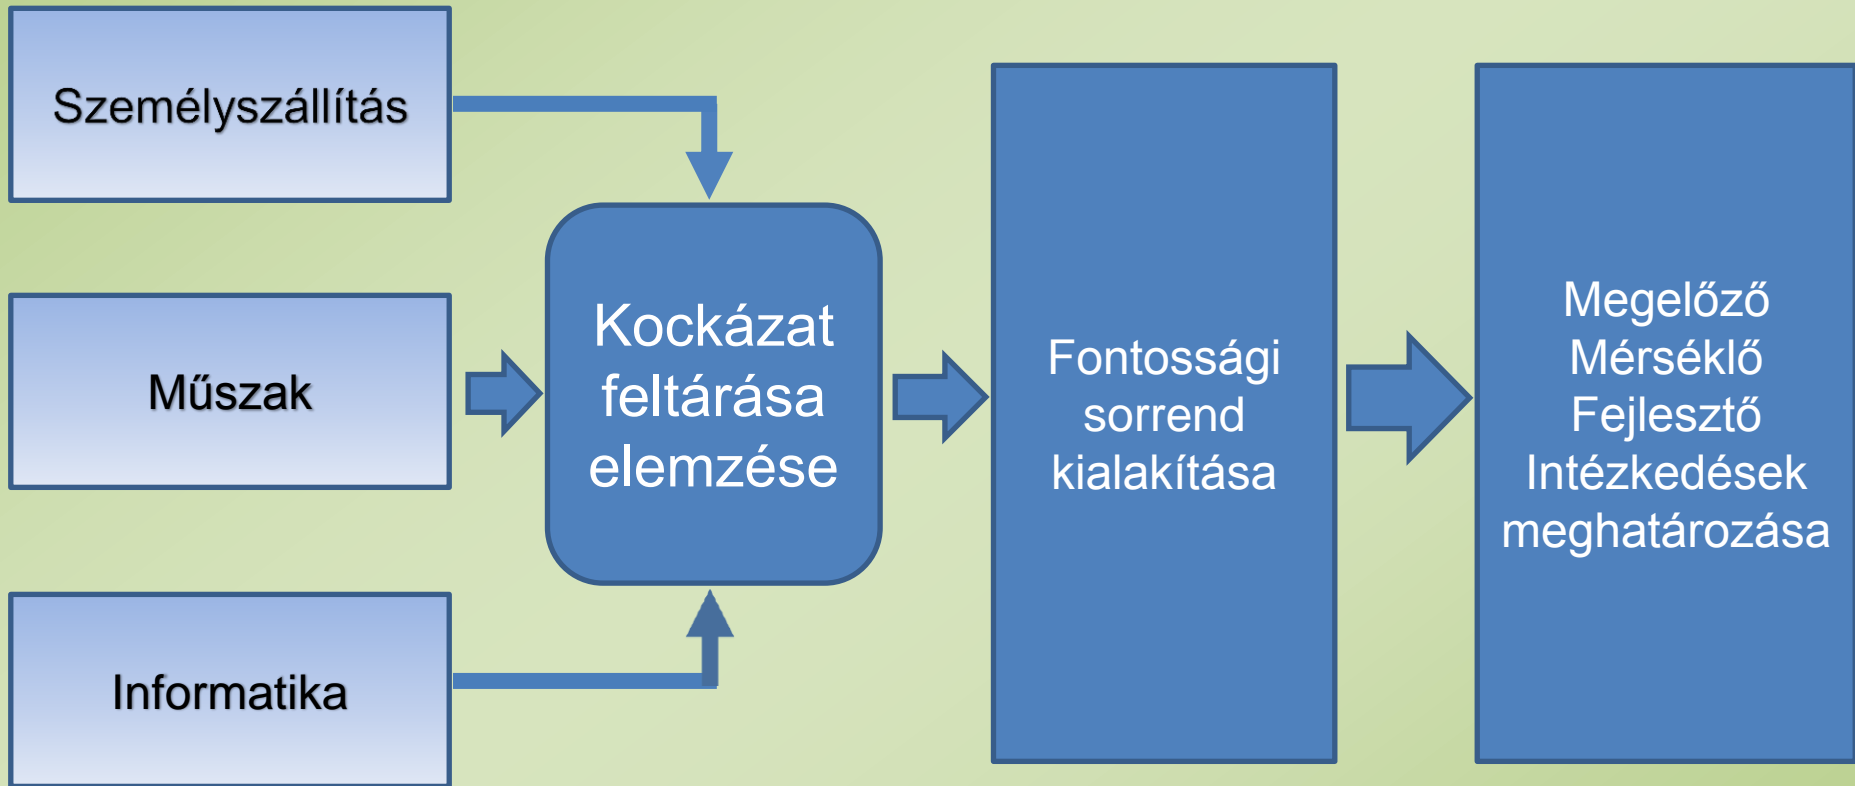 Személyszállítás
Műszak
Informatika
Kockázat
feltárása
elemzése
Fontossági
sorrend
kialakítása
Megelőző
Mérséklő
Fejlesztő
Intézkedések
meghatározása